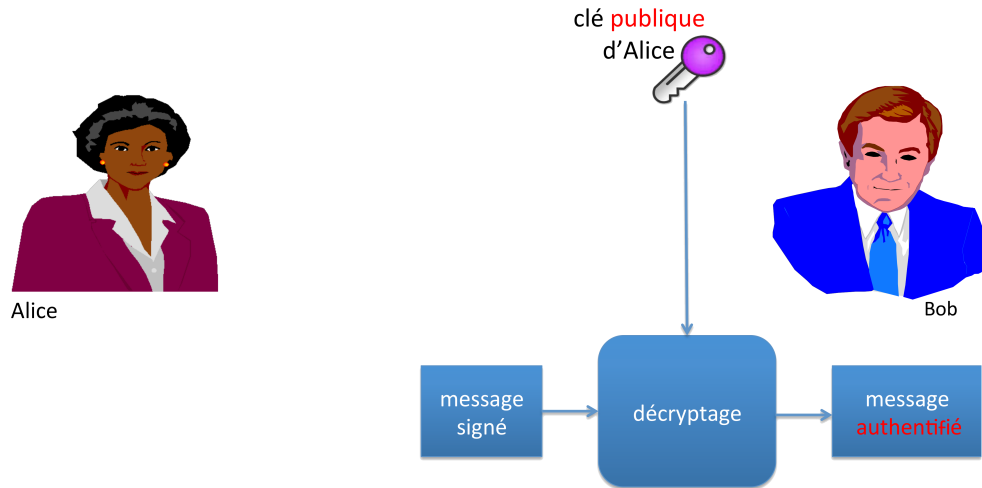 clé publique
d'Alice
Alice
Bob
message
signé
décryptage
message
authentifié